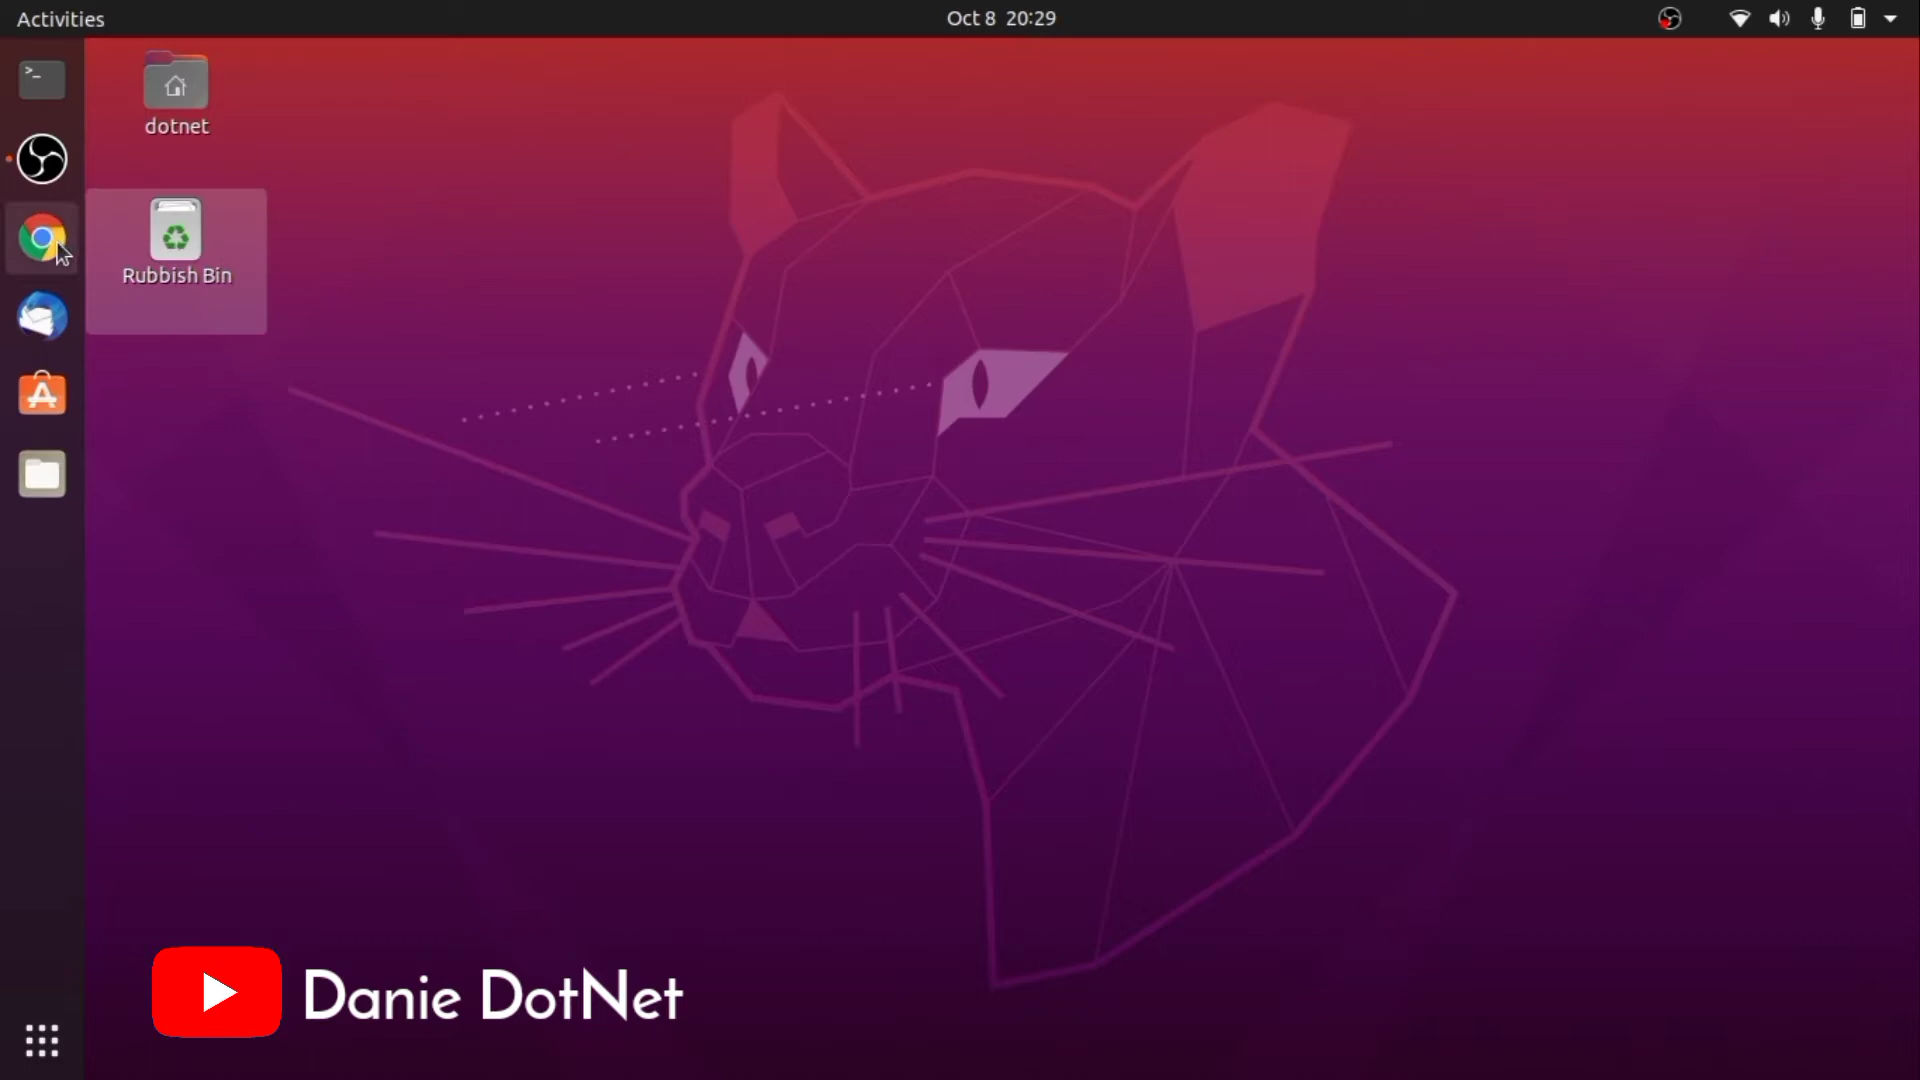 Activities
Oct 8 20:29
>_
dotnet
Rubbish Bin
Danie DotNet